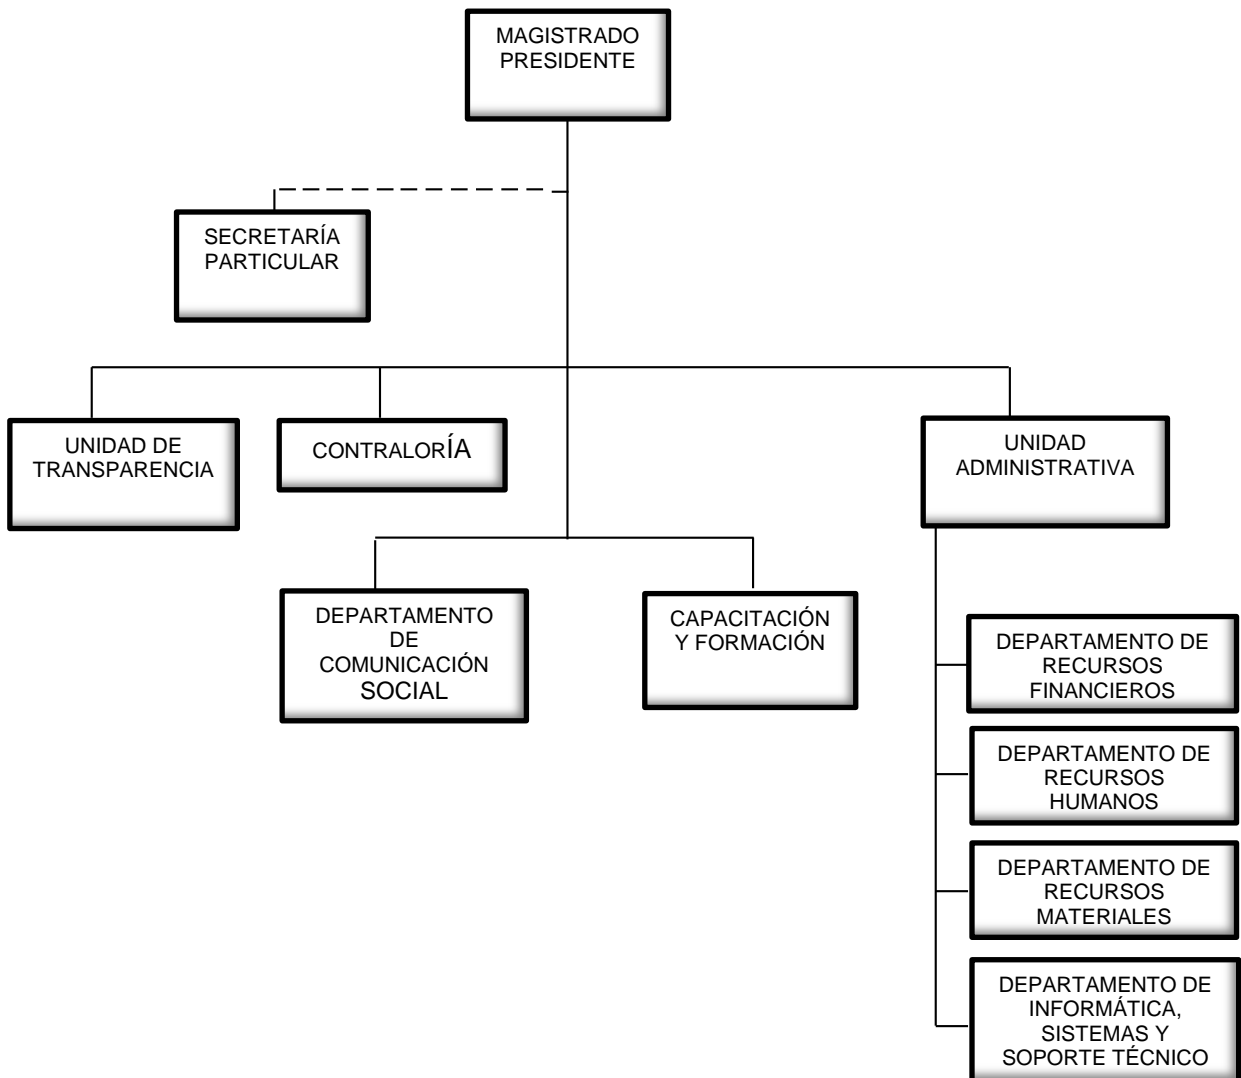 MAGISTRADO
PRESIDENTE
SECRETARÍA
PARTICULAR
UNIDAD DE
TRANSPARENCIA
CONTRALORÍA
UNIDAD
ADMINISTRATIVA
DEPARTAMENTO
DE
COMUNICACIÓN
SOCIAL
CAPACITACIÓN
Y FORMACIÓN
DEPARTAMENTO DE
RECURSOS
FINANCIEROS
DEPARTAMENTO DE
RECURSOS
HUMANOS
DEPARTAMENTO DE
RECURSOS
MATERIALES
DEPARTAMENTO DE
INFORMÁTICA,
SISTEMAS Y
SOPORTE TÉCNICO